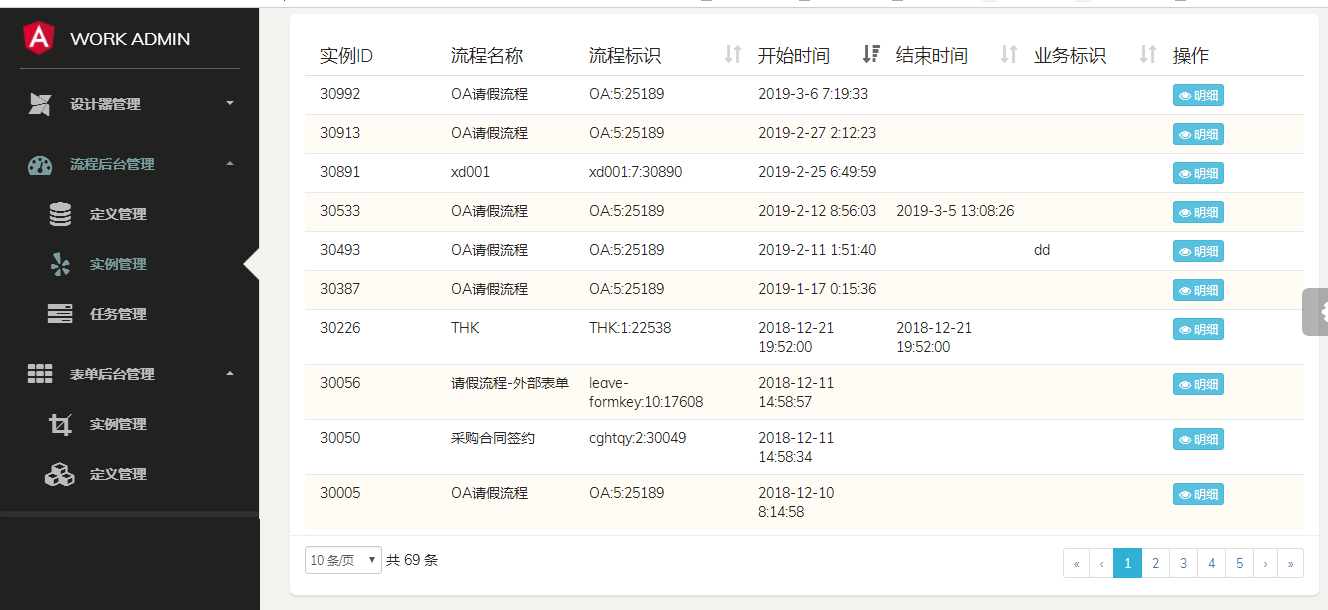 WORK ADMIN
设计器管理
流程后台管理
定义管理
实例管理
任务管理
表单后台管理
实例管理
定义管理
实例ID 流程名称 流程标识 开始时间 结束时间 业务标识 操作
30992 OA请假流程 OA:5:25189 2019-3-6 7:19:33 明细
30913 OA请假流程 OA:5:25189 2019-2-27 2:12:23 明细
30891 xd001 xd001:7:30890 2019-2-25 6:49:59 明细
30533 OA请假流程 OA:5:25189 2019-2-12 8:56:03 2019-3-5 13:08:26 明细
30493 OA请假流程 OA:5:25189 2019-2-11 1:51:40 dd 明细
30387 OA请假流程 OA:5:25189 2019-1-17 0:15:36 明细
30226 THK THK:1:22538 2018-12-21 2018-12-21 明细
19:52:00 19:52:00
30056 请假流程-外部表单 leave- 2018-12-11 明细
formkey:10:17608 14:58:57
30050 采购合同签约 cghtqy:2:30049 2018-12-11 明细
14:58:34
30005 OA请假流程 OA:5:25189 2018-12-10 明细
8:14:58
10 条/页 共 69 条 « ‹ 1 2 3 4 5 › »